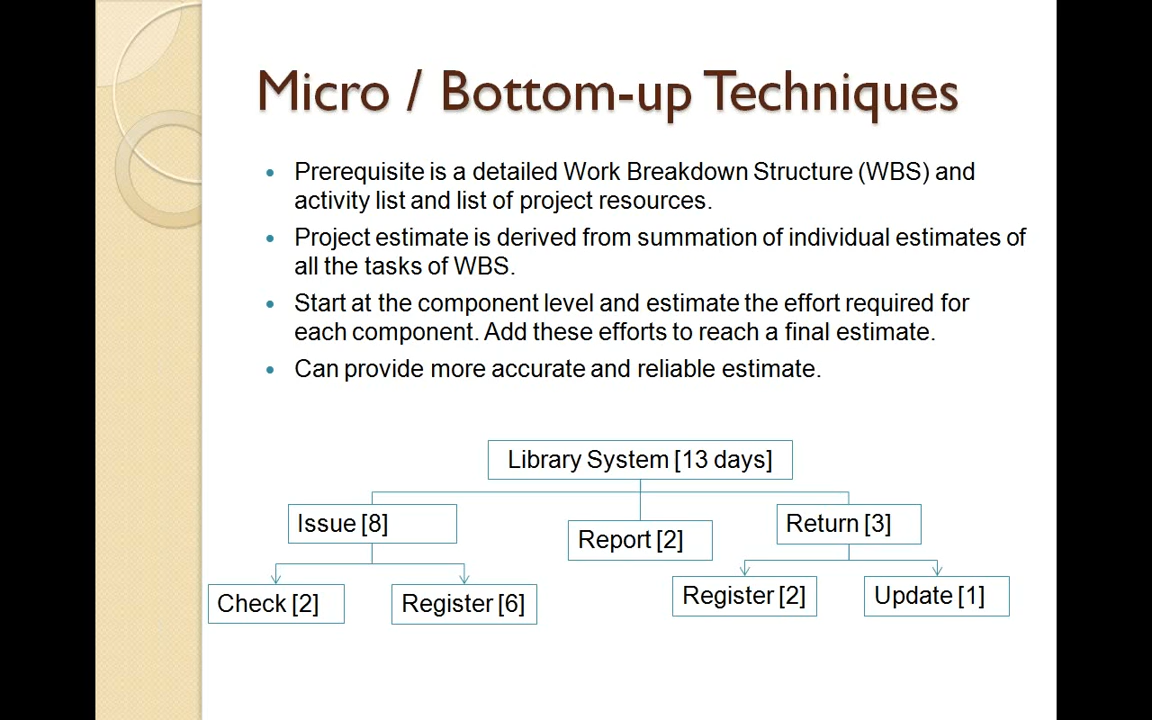 Micro / Bottom-up Techniques
Prerequisite is a detailed Work Breakdown Structure (WBS) and
activity list and list of project resources.
Project estimate is derived from summation of individual estimates of
all the tasks of WBS.
Start at the component level and estimate the effort required for
each component. Add these efforts to reach a final estimate.
Can provide more accurate and reliable estimate.
Library System [13 days]
Issue [8]
Report [2]
Return [3]
Check [2]
Register [6]
Register [2]
Update [1]